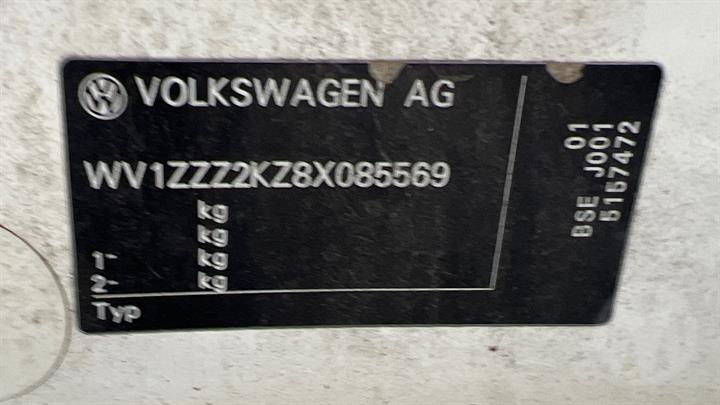 VOLKSWAGEN AG
WV1ZZZ2KZ8X085569
kg
kg
1- kg
2- kg
Typ
01
BSE J001
5157472